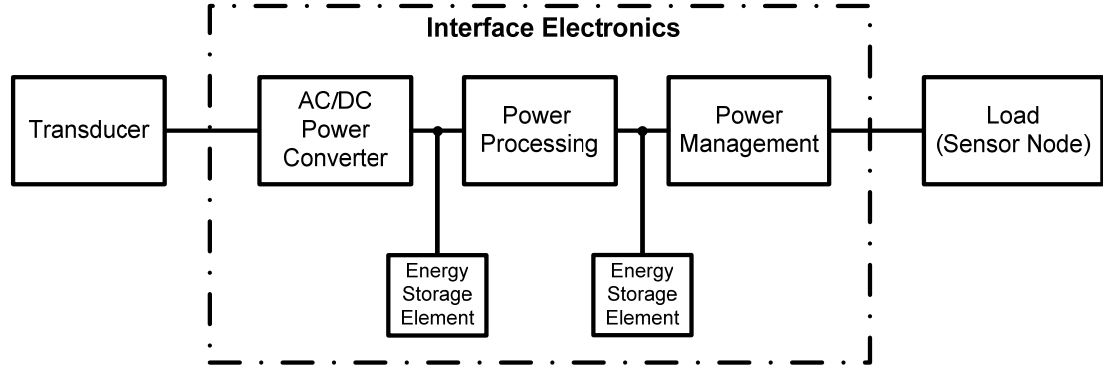 Interface Electronics
Transducer
AC/DC
Power
Converter
Power
Processing
Power
Management
Load
(Sensor Node)
Energy
Storage
Element
Energy
Storage
Element